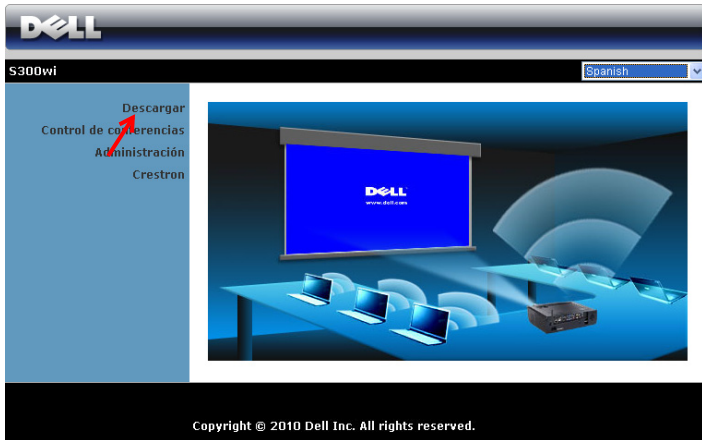 DELL
S300wi
Spanish
Descargar
Control de conferencias
Administración
Crestron
DELL
www.dell.com
Copyright © 2010 Dell Inc. All rights reserved.